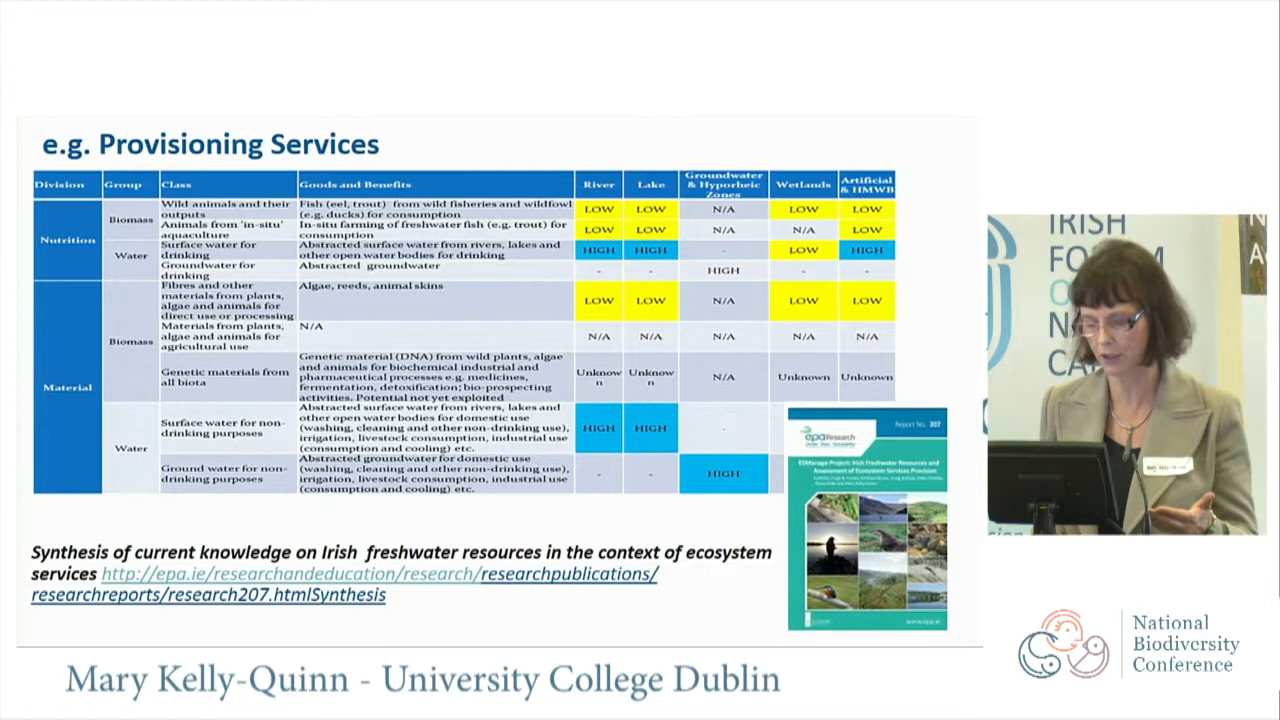 e.g. Provisioning Services
Division Group Class Goods and Benefits River Lake Groundwater & Hyporheic Zones Wetlands Artificial & HMWB
Nutrition
Biomass
Wild animals and their outputs
Fish (eel, trout) from wild fisheries and wildfowl (e.g. ducks) for consumption
LOW LOW N/A LOW LOW
Animals from 'in-situ' aquaculture
In-situ farming of freshwater fish (e.g. trout) for consumption
LOW LOW N/A N/A LOW
Water
Surface water for drinking
Abstracted surface water from rivers, lakes and other open water bodies for drinking
HIGH HIGH - LOW HIGH
Groundwater for drinking
Abstracted groundwater
- - HIGH - -
Material
Biomass
Fibres and other materials from plants, algae and animals for direct use or processing
Algae, reeds, animal skins
LOW LOW N/A LOW LOW
Materials from plants, algae and animals for agricultural use
N/A
N/A N/A N/A N/A N/A
Genetic materials from all biota
Genetic material (DNA) from wild plants, algae and animals for biochemical industrial and pharmaceutical processes e.g. medicines, fermentation, detoxification; bio-prospecting activities. Potential not yet exploited
Unknown Unknown N/A Unknown Unknown
Water
Surface water for non-drinking purposes
Abstracted surface water from rivers, lakes and other open water bodies for domestic use (washing, cleaning and other non-drinking use), irrigation, livestock consumption, industrial use (consumption and cooling) etc.
HIGH HIGH -
Ground water for non-drinking purposes
Abstracted groundwater for domestic use (washing, cleaning and other non-drinking use), irrigation, livestock consumption, industrial use (consumption and cooling) etc.
- - HIGH
Report No. 207
epaResearch
ESManage Project: Irish Freshwater Resources and
Assessment of Ecosystem Services Provision
www.epa.ie
Synthesis of current knowledge on Irish freshwater resources in the context of ecosystem
services http://epa.ie/researchandeducation/research/researchpublications/
researchreports/research207.htmlSynthesis
IRISH
FO
NA
CA
National
Biodiversity
Conference
Mary Kelly-Quinn - University College Dublin